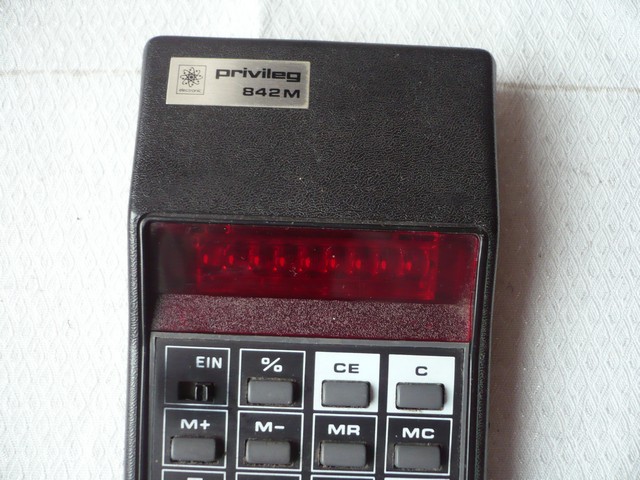 privileg
842M
EIN
%
CE
C
M+
M-
MR
MC